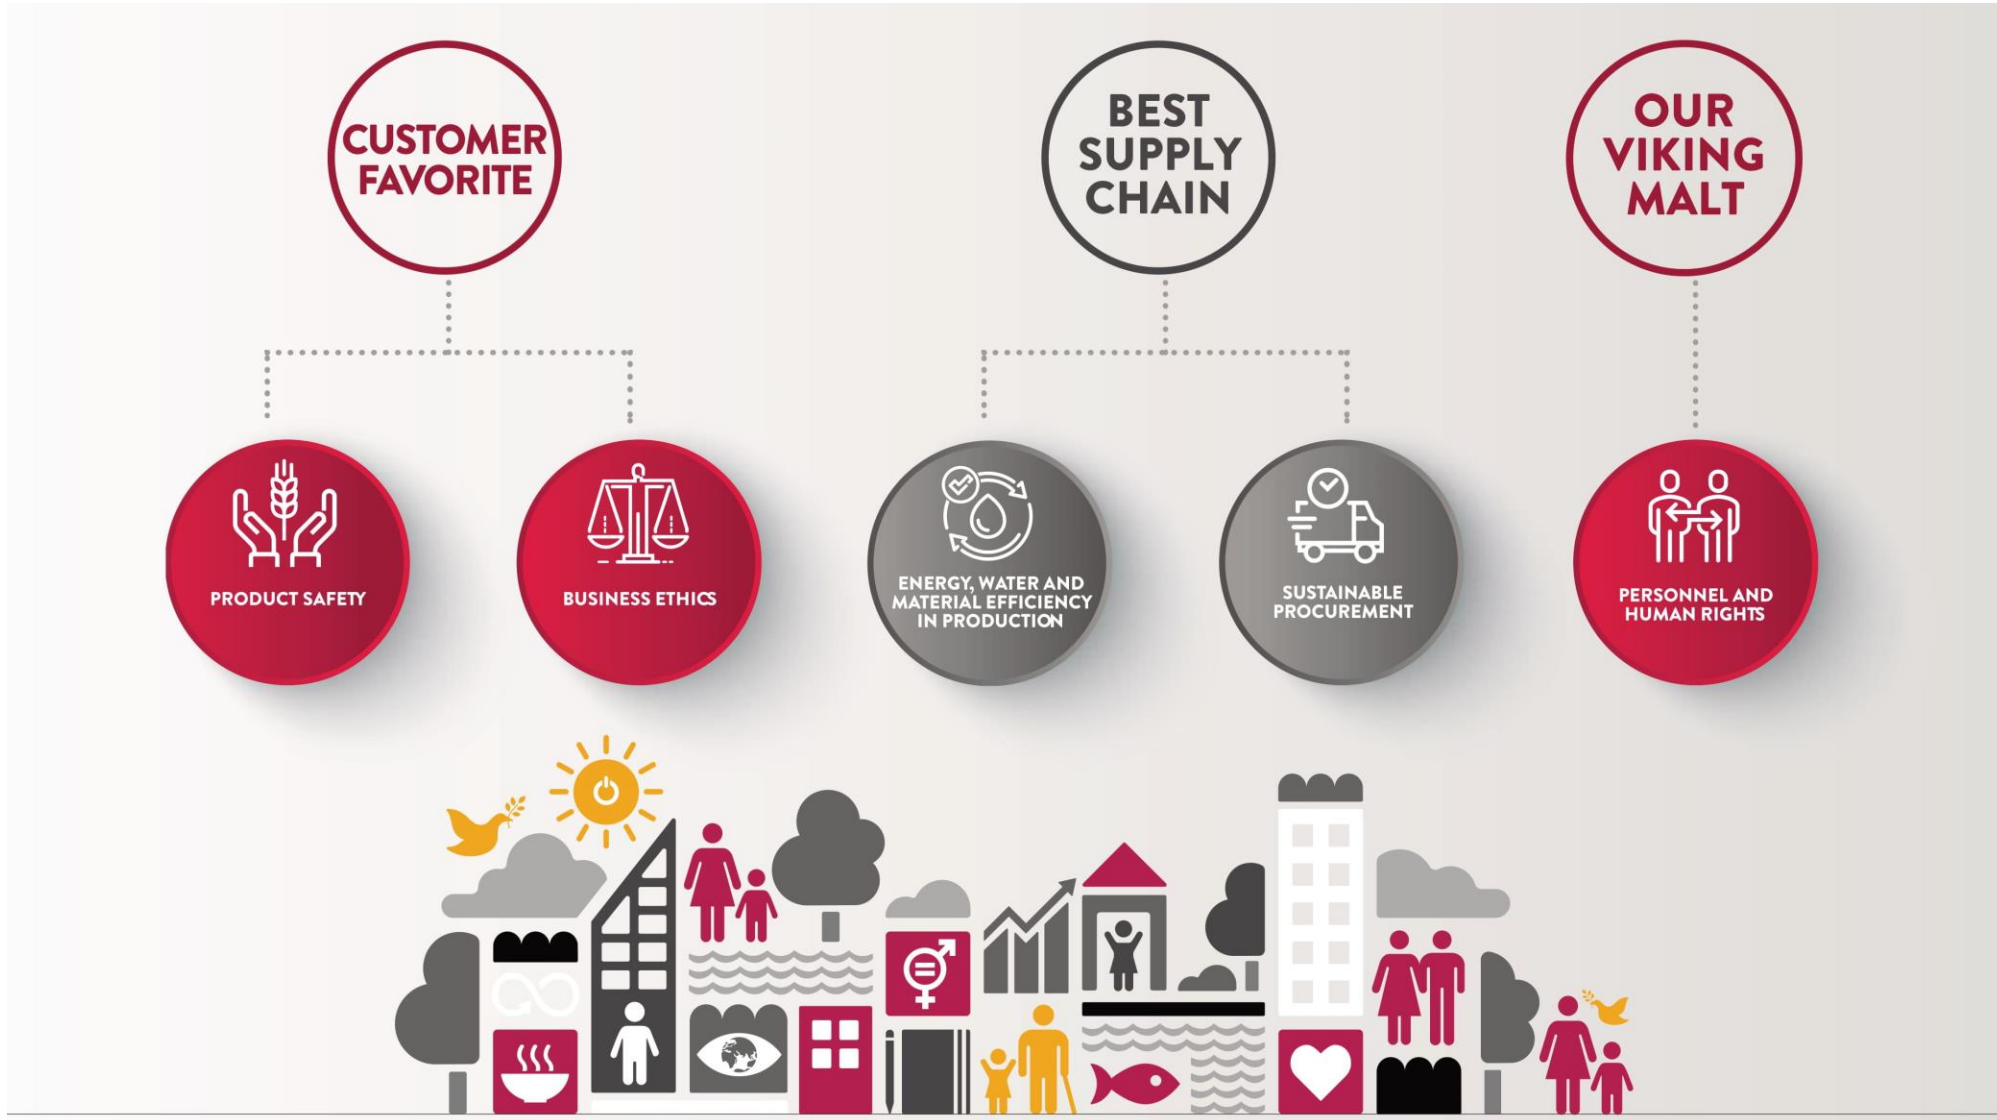 CUSTOMER
FAVORITE
BEST
SUPPLY
CHAIN
OUR
VIKING
MALT
PRODUCT SAFETY
BUSINESS ETHICS
ENERGY, WATER AND
MATERIAL EFFICIENCY
IN PRODUCTION
SUSTAINABLE
PROCUREMENT
PERSONNEL AND
HUMAN RIGHTS